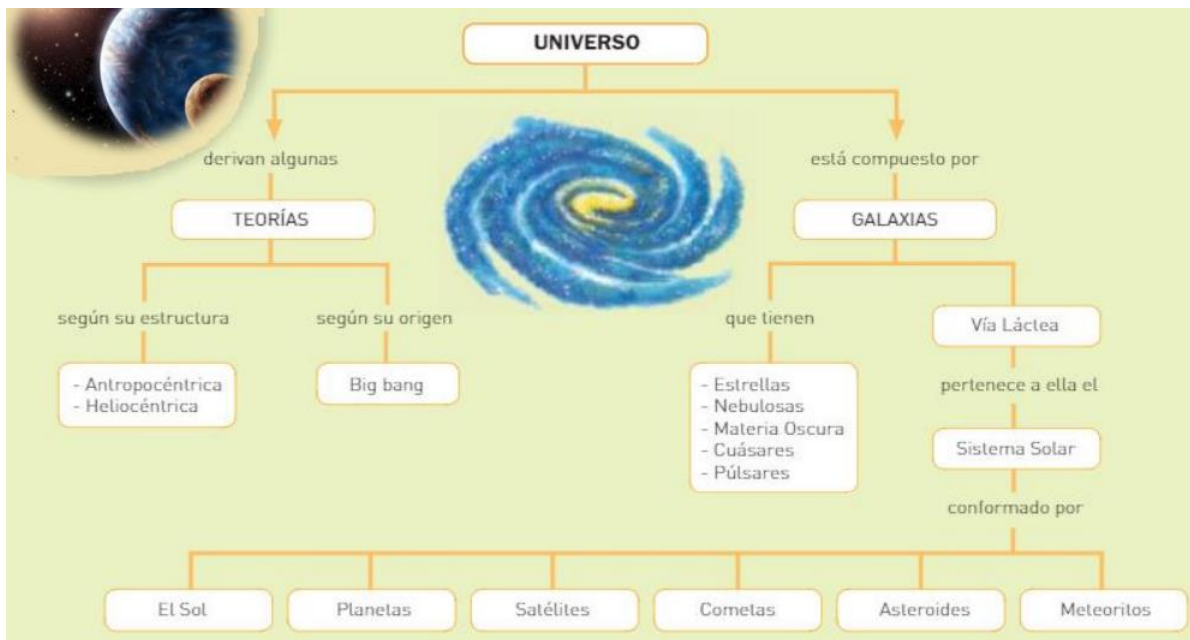 UNIVERSO
derivan algunas
está compuesto por
TEORÍAS
GALAXIAS
según su estructura
según su origen
que tienen
Vía Láctea
- Antropocéntrica
- Heliocéntrica
Big bang
- Estrellas
- Nebulosas
- Materia Oscura
- Cuásares
- Púlsares
pertenece a ella el
Sistema Solar
conformado por
El Sol
Planetas
Satélites
Cometas
Asteroides
Meteoritos